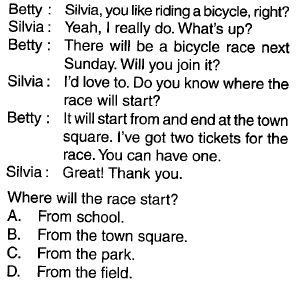 Betty : Silvia, you like riding a bicycle, right?
Silvia : Yeah, I really do. What's up?
Betty : There will be a bicycle race next
Sunday. Will you join it?
Silvia : I'd love to. Do you know where the
race will start?
Betty : It will start from and end at the town
square. I've got two tickets for the
race. You can have one.
Silvia : Great! Thank you.
Where will the race start?
A. From school.
B. From the town square.
C. From the park.
D. From the field.